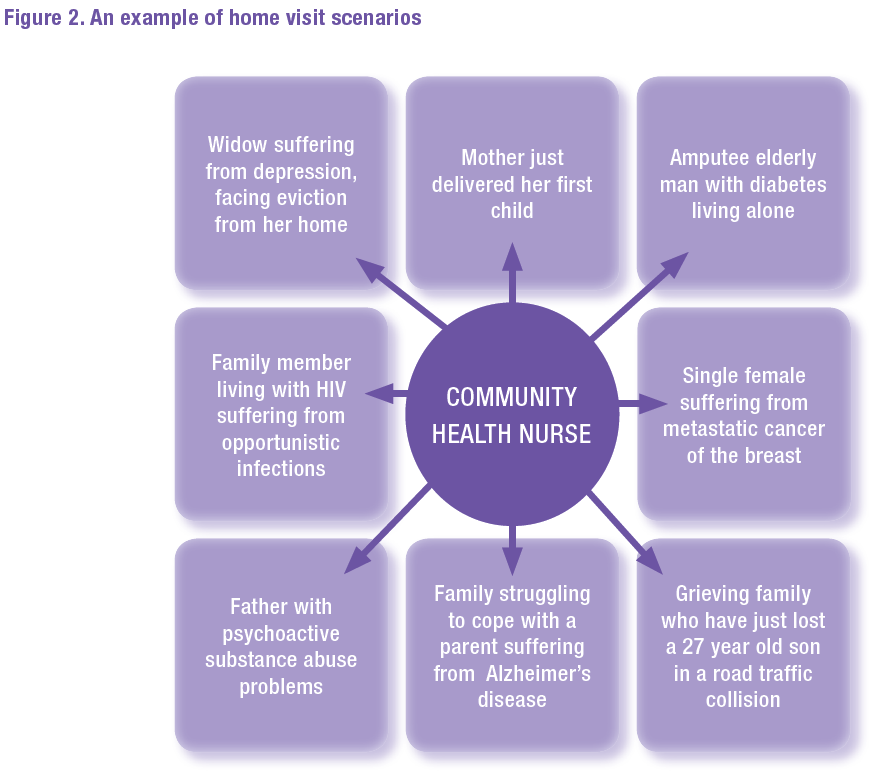 Figure 2. An example of home visit scenarios
Widow suffering
from depression,
facing eviction
from her home
Mother just
delivered her first
child
Amputee elderly
man with diabetes
living alone
Family member
living with HIV
suffering from
opportunistic
infections
COMMUNITY
HEALTH NURSE
Single female
suffering from
metastatic cancer
of the breast
Father with
psychoactive
substance abuse
problems
Family struggling
to cope with a
parent suffering
from Alzheimer's
disease
Grieving family
who have just lost
a 27 year old son
in a road traffic
collision